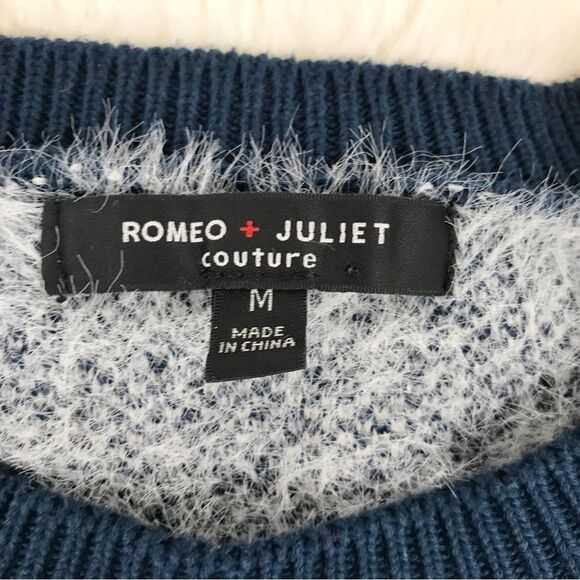 ROMEO + JULIET
couture
M
MADE
IN CHINA